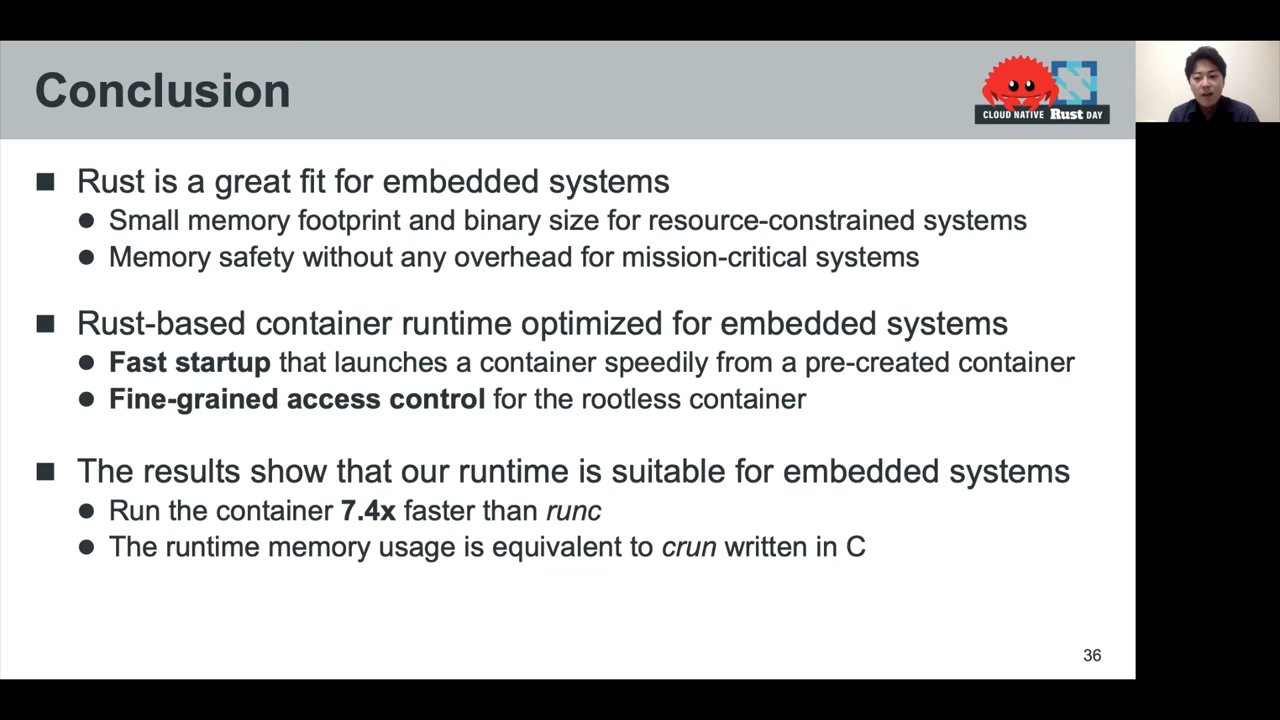 Conclusion
CLOUD NATIVE Rust DAY
■ Rust is a great fit for embedded systems
● Small memory footprint and binary size for resource-constrained systems
● Memory safety without any overhead for mission-critical systems
■ Rust-based container runtime optimized for embedded systems
● Fast startup that launches a container speedily from a pre-created container
● Fine-grained access control for the rootless container
■ The results show that our runtime is suitable for embedded systems
● Run the container 7.4x faster than runc
● The runtime memory usage is equivalent to crun written in C
36